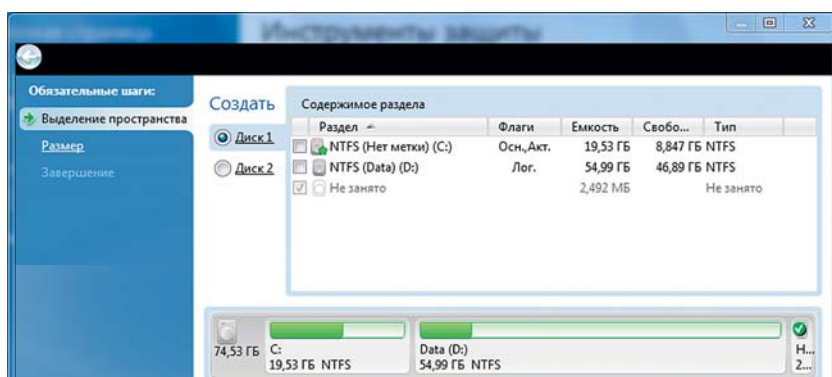 Инструменты защиты
Обязательные шаги:
Выделение пространства
Размер
Завершение
Создать
Диск 1
Диск 2
Содержимое раздела
Раздел Флаги Емкость Свобо... Тип
NTFS (Нет метки) (C:) Осн.,Акт. 19,53 ГБ 8,847 ГБ NTFS
NTFS (Data) (D:) Лог. 54,99 ГБ 46,89 ГБ NTFS
Не занято 2,492 МБ Не занято
74,53 ГБ
C:
19,53 ГБ NTFS
Data (D:)
54,99 ГБ NTFS
Н...
2...